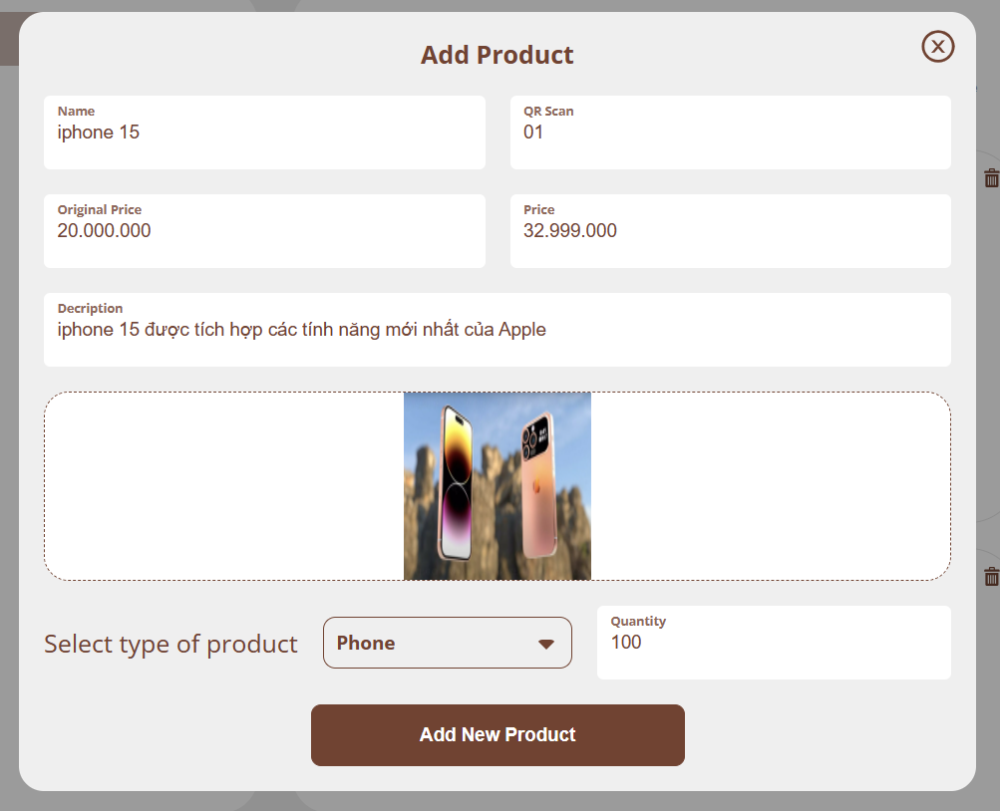 Add Product
X
Name
iphone 15
QR Scan
01
Original Price
20.000.000
Price
32.999.000
Decription
iphone 15 được tích hợp các tính năng mới nhất của Apple
Select type of product
Phone
Quantity
100
Add New Product